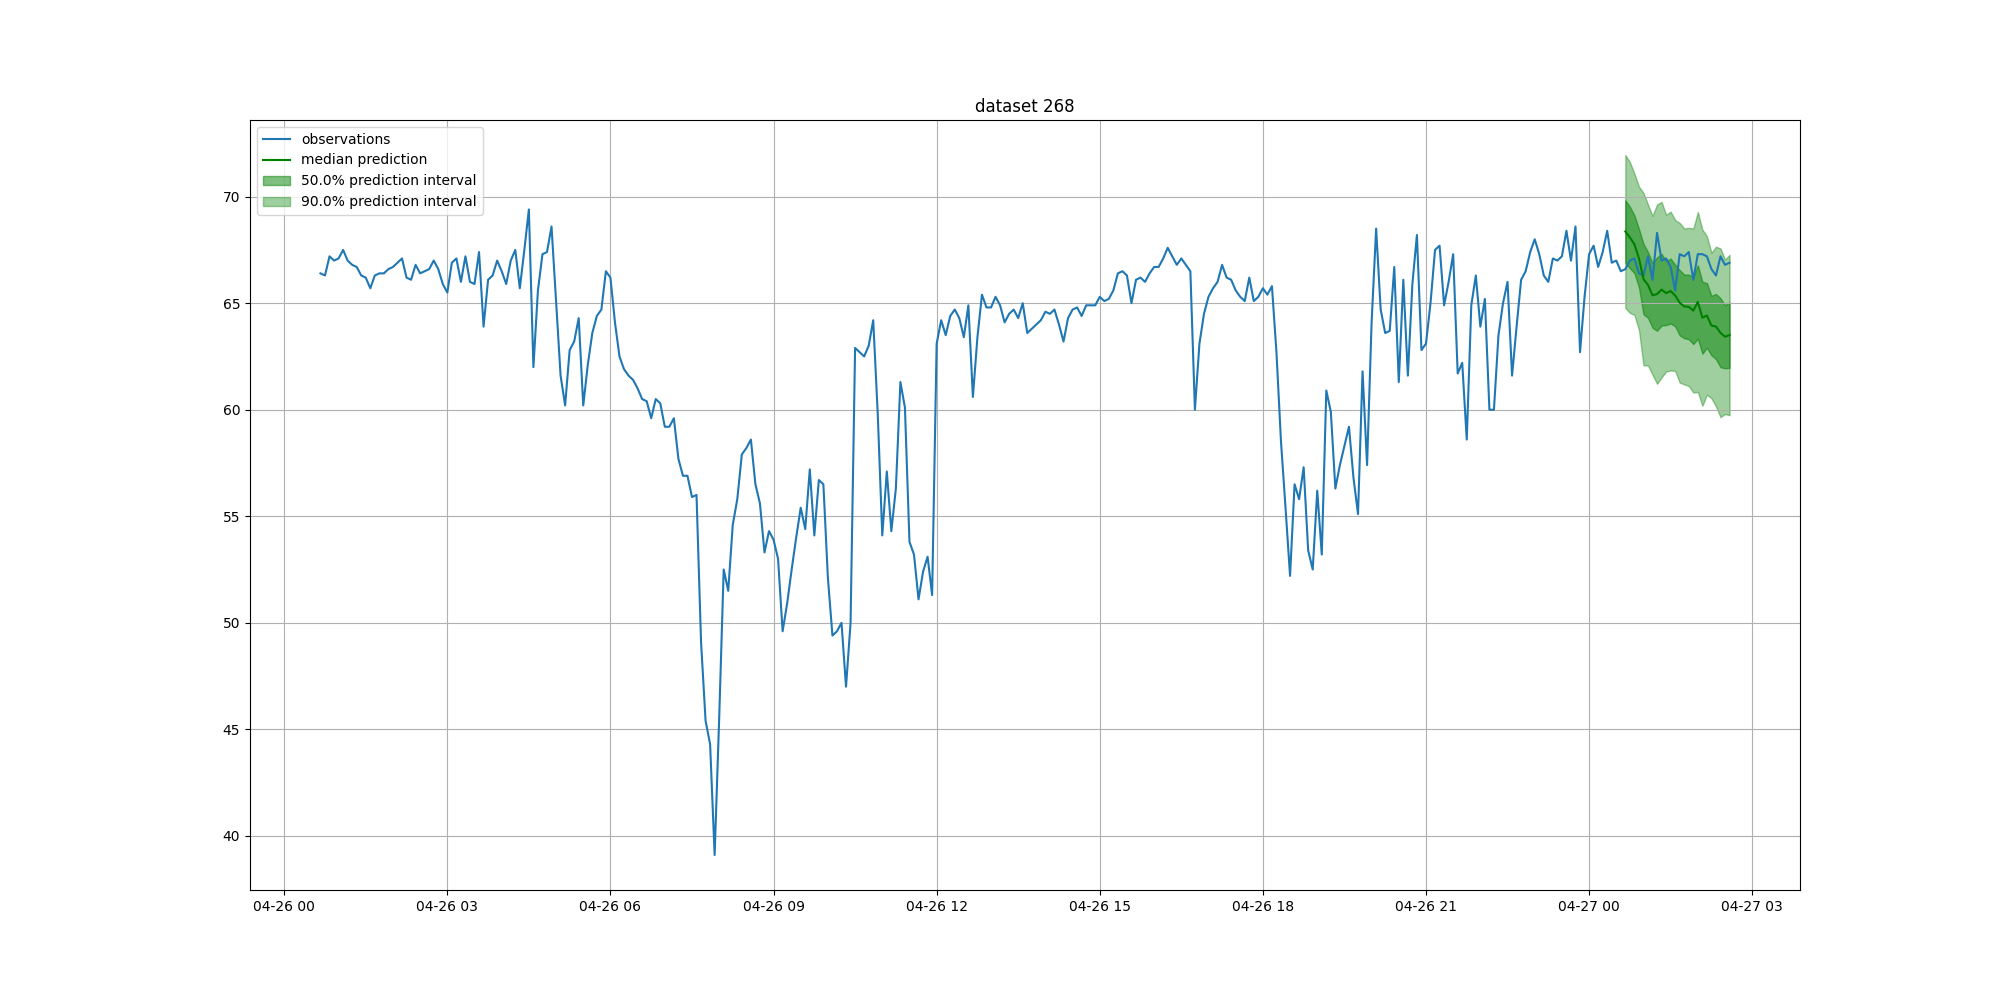 dataset 268
observations
median prediction
50.0% prediction interval
90.0% prediction interval
70
65
60
55
50
45
40
04-26 00 04-26 03 04-26 06 04-26 09 04-26 12 04-26 15 04-26 18 04-26 21 04-27 00 04-27 03